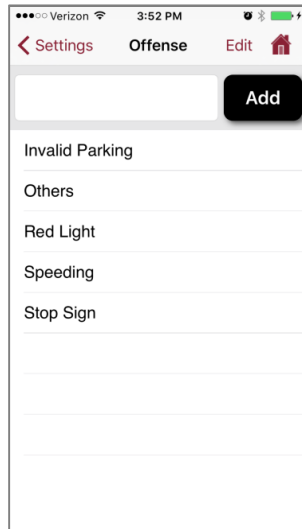 Verizon 3:52 PM
Settings Offense Edit
Add
Invalid Parking
Others
Red Light
Speeding
Stop Sign